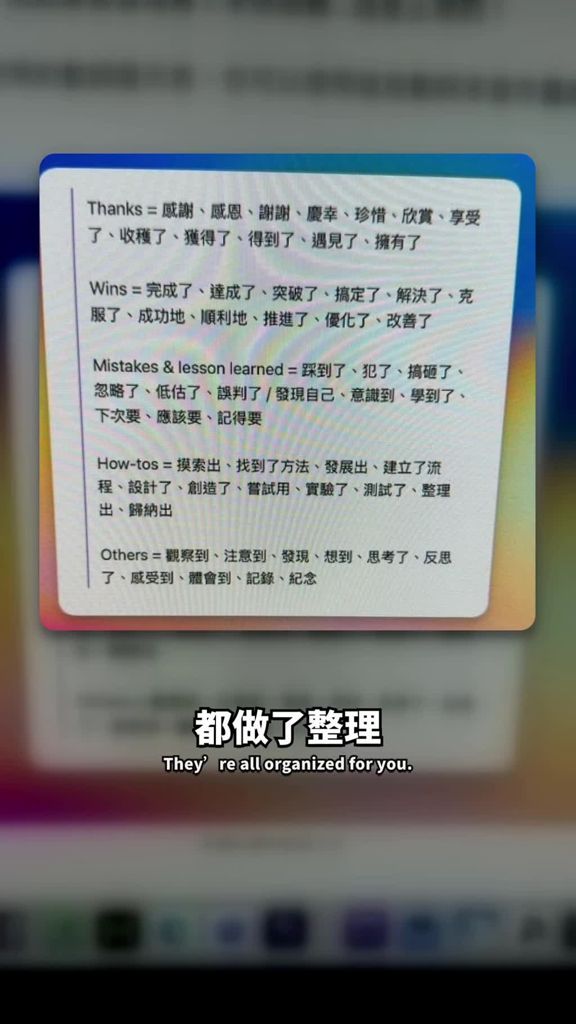 Thanks = 感謝、感恩、謝謝、慶幸、珍惜、欣賞、享受
了、收穫了、獲得了、得到了、遇見了、擁有了
Wins = 完成了、達成了、突破了、搞定了、解決了、克
服了、成功地、順利地、推進了、優化了、改善了
Mistakes & lesson learned = 踩到了、犯了、搞砸了、
忽略了、低估了、誤判了 / 發現自己、意識到、學到了、
下次要、應該要、記得要
How-tos = 摸索出、找到了方法、發展出、建立了流
程、設計了、創造了、嘗試用、實驗了、測試了、整理
出、歸納出
Others = 觀察到、注意到、發現、想到、思考了、反思
了、感受到、體會到、記錄、紀念
都做了整理
They’re all organized for you.